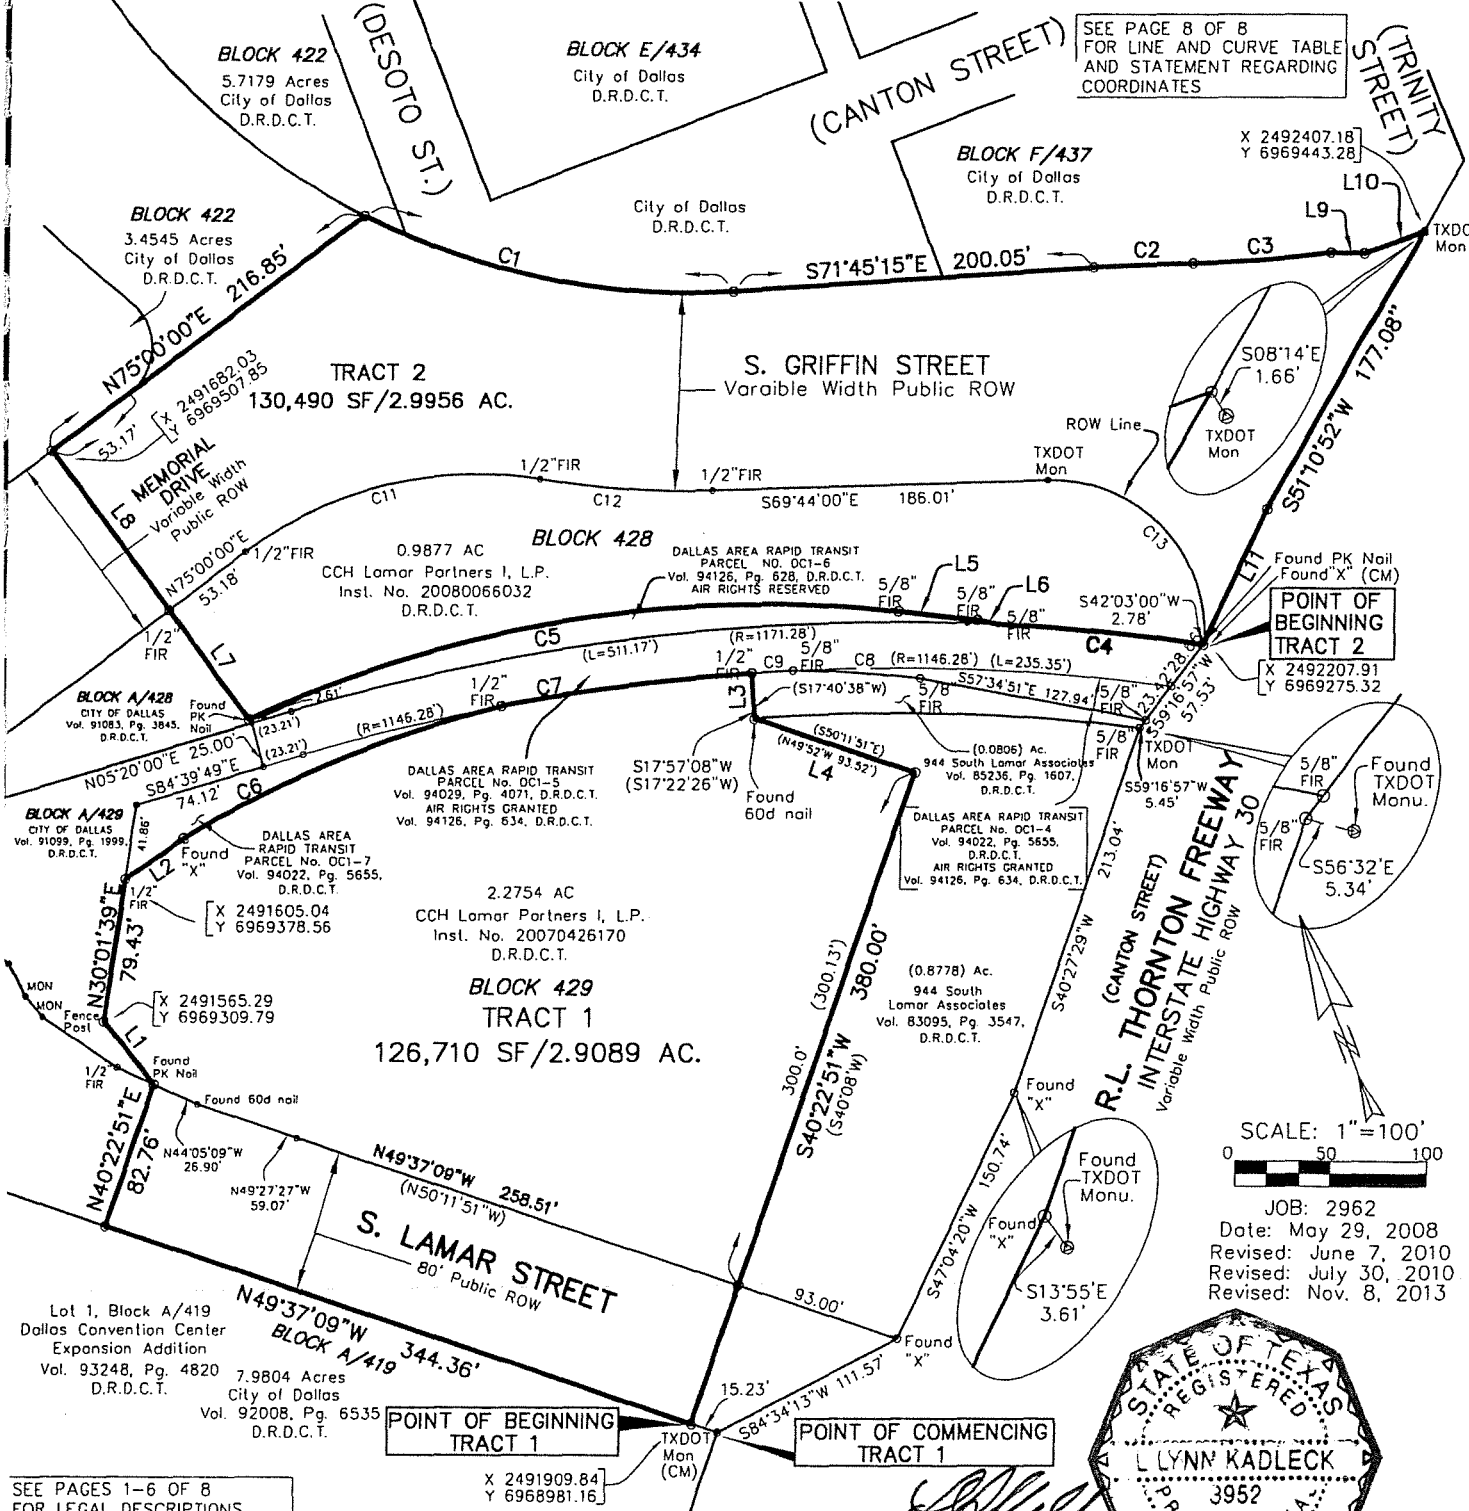 SEE PAGE 8 OF 8
FOR LINE AND CURVE TABLE
AND STATEMENT REGARDING
COORDINATES
(TRINITY
STREET)
(DESOTO ST.)
(CANTON STREET)
BLOCK 422
5.7179 Acres
City of Dallas
D.R.D.C.T.
BLOCK E/434
City of Dallas
D.R.D.C.T.
BLOCK F/437
City of Dallas
D.R.D.C.T.
X 2492407.18
Y 6969443.28
L10
L9
TXDO
Mon
BLOCK 422
3.4545 Acres
City of Dallas
D.R.D.C.T.
City of Dallas
D.R.D.C.T.
C1
S71°45'15"E 200.05'
C2
C3
N75°00'00"E 216.85'
X 2491682.03
Y 6969507.85
53.17'
TRACT 2
130,490 SF/2.9956 AC.
S. GRIFFIN STREET
Varaible Width Public ROW
S08°14'E
1.66'
TXDOT
Mon
S51°10'52"W 177.08"
L8
MEMORIAL
DRIVE
Variable Width
Public ROW
ROW Line
TXDOT
Mon
1/2"FIR
C11
C12
1/2"FIR
S69°44'00"E 186.01'
C13
N75°00'00"E
53.18'
1/2"FIR
BLOCK 428
0.9877 AC
CCH Lamar Partners I, L.P.
Inst. No. 20080066032
D.R.D.C.T.
DALLAS AREA RAPID TRANSIT
PARCEL NO. OC1-6
Vol. 94126, Pg. 628, D.R.D.C.T.
AIR RIGHTS RESERVED
5/8"
FIR
L5
5/8"
FIR
L6
5/8"
FIR
L11
Found PK Nail
Found"X" (CM)
S42°03'00"W
2.78'
POINT OF
BEGINNING
TRACT 2
X 2492207.91
Y 6969275.32
1/2"
FIR
L7
C5
(L=511.17')
(R=1171.28')
C4
BLOCK A/428
CITY OF DALLAS
Vol. 91083, Pg. 3845,
D.R.D.C.T.
Found
PK
Nail
2.61'
(23.21')
(23.21')
(R=1146.28')
1/2"
FIR
C7
1/2"
FIR
C9
5/8"
FIR
C8
(R=1146.28') (L=235.35')
L3
(S17°40'38"W)
5/8"
FIR
S57°34'51"E 127.94'
5/8"
FIR
S59°16'57"W
57.53'
N05°20'00"E 25.00'
S84°39'49"E
74.12'
C6
S17°57'08"W
(S17°22'26"W)
(S50°11'51"E)
(N49°52'W 93.52')
L4
Found
60d nail
(0.0806) Ac.
944 South Lamar Associates
Vol. 85236, Pg. 1607,
D.R.D.C.T.
5/8"
FIR
TXDOT
Mon
S59°16'57"W
5.45'
5/8"
FIR
Found
TXDOT
Monu.
5/8"
FIR
S56°32'E
5.34'
BLOCK A/429
CITY OF DALLAS
Vol. 91099, Pg. 1999,
D.R.D.C.T.
41.86'
DALLAS AREA RAPID TRANSIT
PARCEL No. OC1-5
Vol. 94029, Pg. 4071, D.R.D.C.T.
AIR RIGHTS GRANTED
Vol. 94126, Pg. 634, D.R.D.C.T.
DALLAS AREA RAPID TRANSIT
PARCEL No. OC1-4
Vol. 94022, Pg. 5655,
D.R.D.C.T.
AIR RIGHTS GRANTED
Vol. 94126, Pg. 634, D.R.D.C.T.
L2
Found
"X"
DALLAS AREA
RAPID TRANSIT
PARCEL No. OC1-7
Vol. 94022, Pg. 5655,
D.R.D.C.T.
1/2"
FIR
X 2491605.04
Y 6969378.56
213.04'
S40°27'29"W
(CANTON STREET)
R.L. THORNTON FREEWAY
INTERSTATE HIGHWAY 30
Variable Width Public ROW
N30°01'39"E
79.43'
2.2754 AC
CCH Lamar Partners I, L.P.
Inst. No. 20070426170
D.R.D.C.T.
BLOCK 429
TRACT 1
126,710 SF/2.9089 AC.
MON
MON
Fence
Post
X 2491565.29
Y 6969309.79
L1
(300.13')
380.00'
300.0'
S40°22'51"W
(S40°08'W)
(0.8778) Ac.
944 South
Lamar Associates
Vol. 83095, Pg. 3547,
D.R.D.C.T.
1/2"
FIR
Found
PK Nail
Found 60d nail
N40°22'51"E
82.76'
N44°05'09"W
26.90'
N49°27'27"W
59.07'
N49°37'09"W 258.51'
(N50°11'51"W)
S. LAMAR STREET
80' Public ROW
Found
"X"
150.74'
S47°04'20"W
Found
TXDOT
Monu.
Found
"X"
S13°55'E
3.61'
SCALE: 1"=100'
0 50 100
JOB: 2962
Date: May 29, 2008
Revised: June 7, 2010
Revised: July 30, 2010
Revised: Nov. 8, 2013
Lot 1, Block A/419
Dallas Convention Center
Expansion Addition
Vol. 93248, Pg. 4820
D.R.D.C.T.
N49°37'09"W 344.36'
BLOCK A/419
7.9804 Acres
City of Dallas
Vol. 92008, Pg. 6535
D.R.D.C.T.
93.00'
Found
"X"
15.23'
S84°34'13"W 111.57'
POINT OF BEGINNING
TRACT 1
TXDOT
Mon
(CM)
POINT OF COMMENCING
TRACT 1
X 2491909.84
Y 6968981.16
STATE OF TEXAS
REGISTERED
L LYNN KADLECK
3952
SEE PAGES 1-6 OF 8
FOR LEGAL DESCRIPTIONS